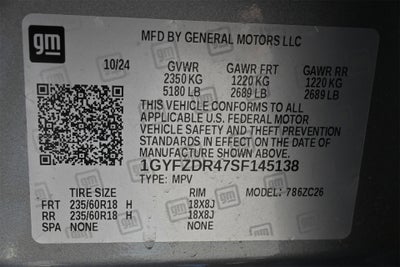 gm
MFD BY GENERAL MOTORS LLC
10/24 GVWR GAWR FRT GAWR RR
2350 KG 1220 KG 1220 KG
5180 LB 2689 LB 2689 LB
THIS VEHICLE CONFORMS TO ALL
APPLICABLE U.S. FEDERAL MOTOR
VEHICLE SAFETY AND THEFT PREVENTION
STANDARDS IN EFFECT ON THE DATE OF
MANUFACTURE SHOWN ABOVE.
1GYFZDR47SF145138
TYPE: MPV MODEL: 786ZC26
TIRE SIZE RIM
FRT 235/60R18 H 18X8J
RR 235/60R18 H 18X8J
SPA NONE NONE